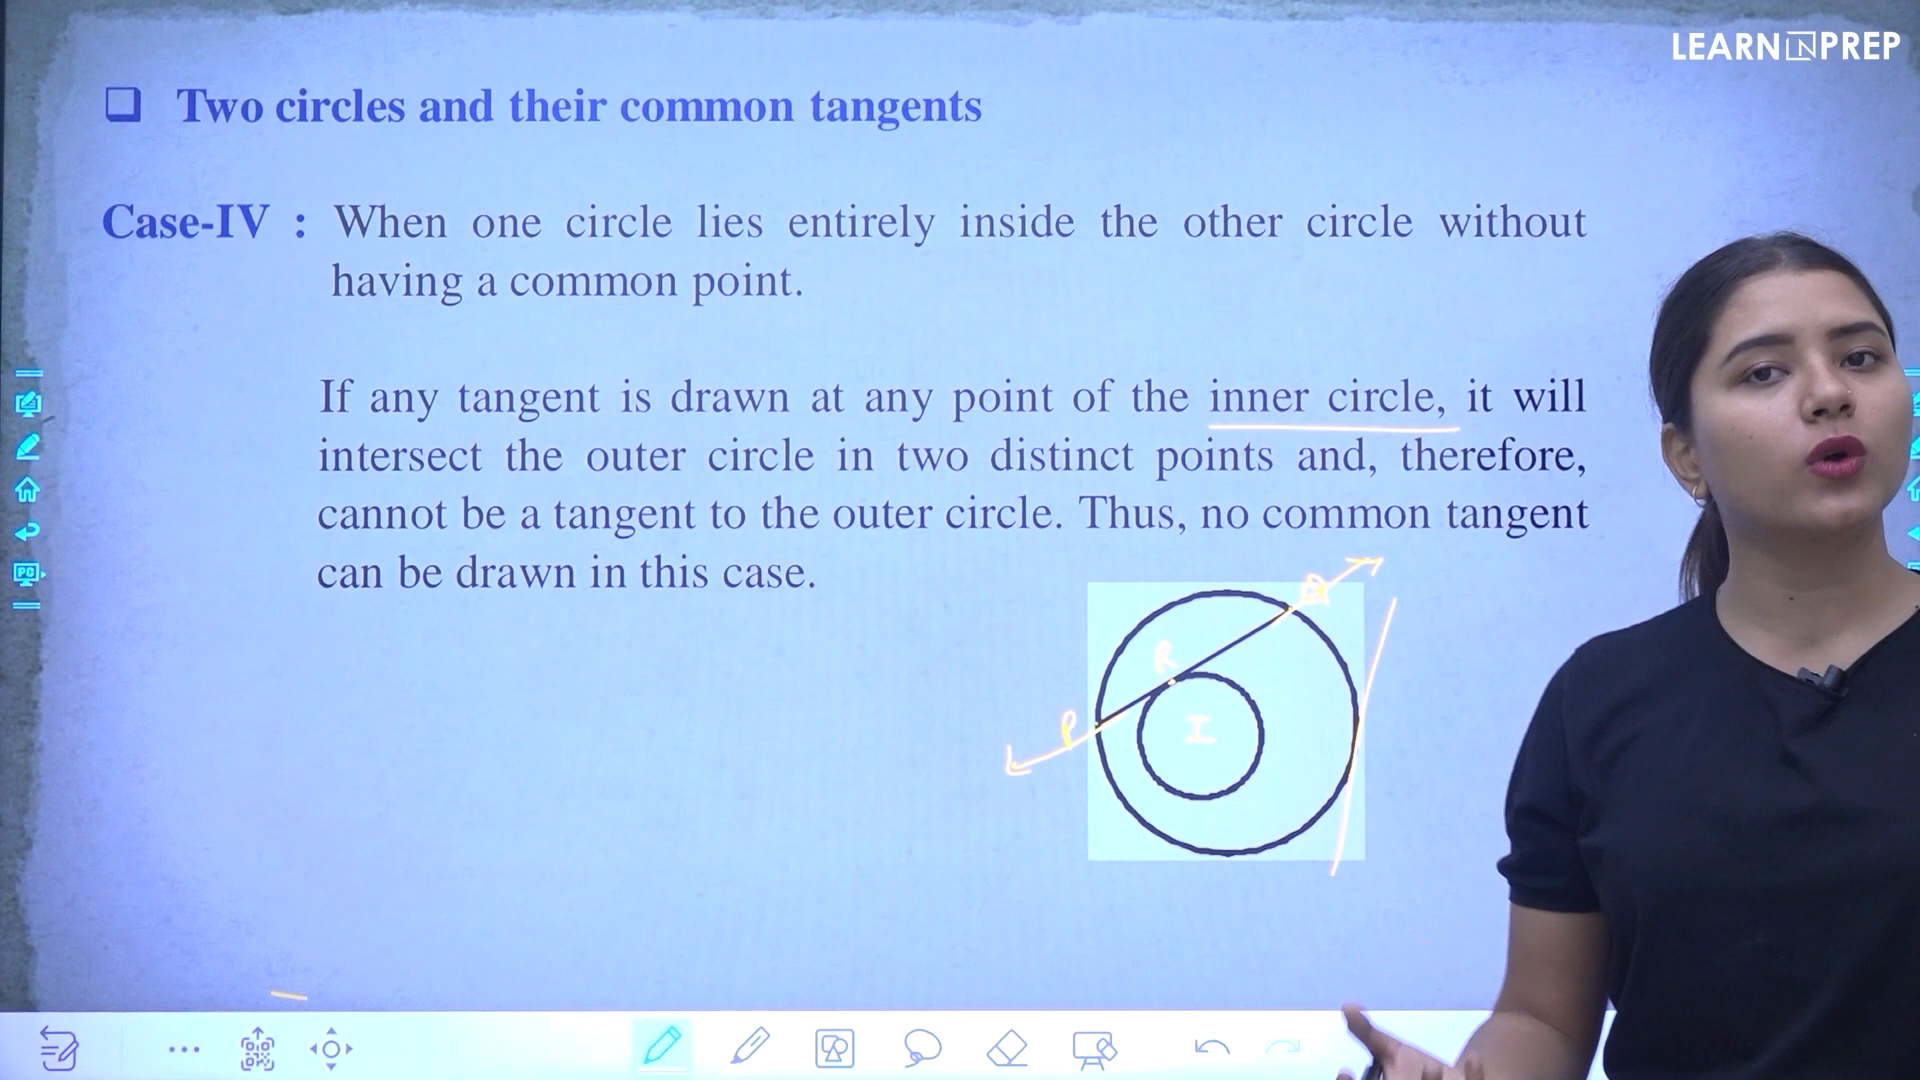 LEARN N PREP
Two circles and their common tangents
Case-IV : When one circle lies entirely inside the other circle without
having a common point.
If any tangent is drawn at any point of the inner circle, it will
intersect the outer circle in two distinct points and, therefore,
cannot be a tangent to the outer circle. Thus, no common tangent
can be drawn in this case.
R
P
I
PC